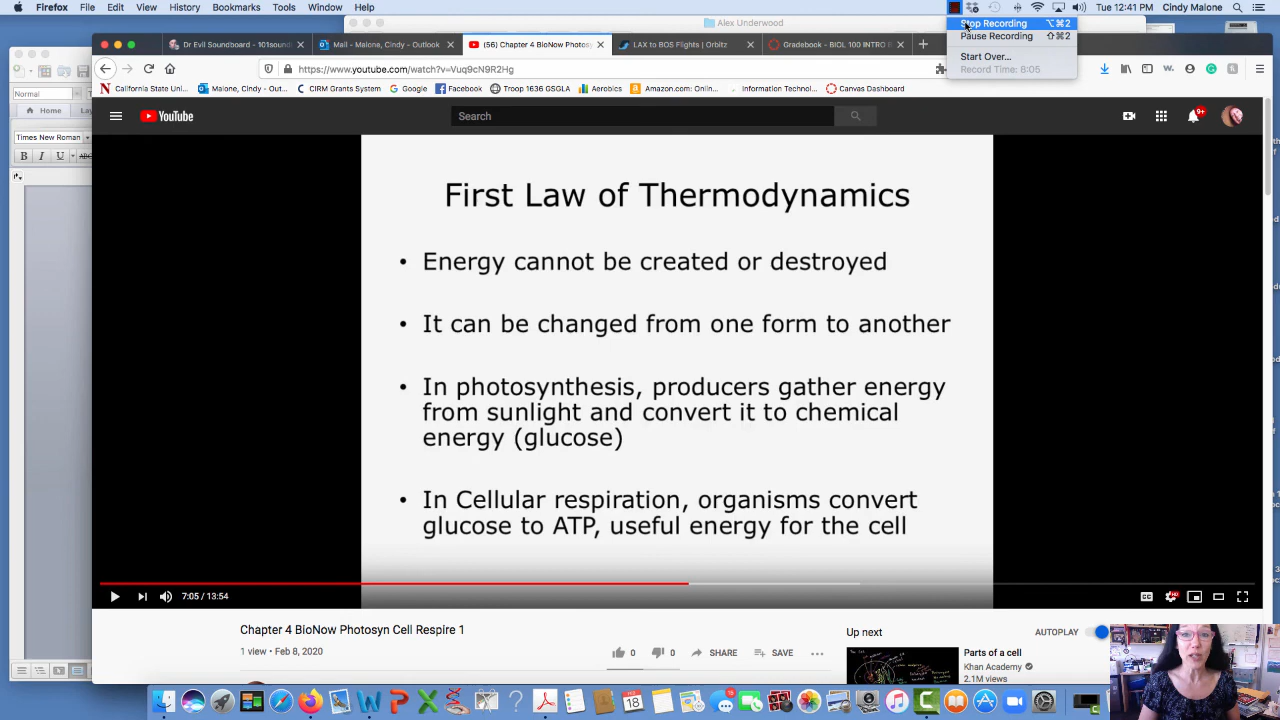 Firefox File Edit View History Bookmarks Tools Window Help
Tue 12:41 PM Cindy Malone
Alex Underwood
Stop Recording ⌥⌘2
Pause Recording ⇧⌘2
Start Over...
Record Time: 8:05
Dr Evil Soundboard - 101sound
Mail - Malone, Cindy - Outlook
(56) Chapter 4 BioNow Photos
LAX to BOS Flights | Orbitz
Gradebook - BIOL 100 INTRO
https://www.youtube.com/watch?v=Vuq9cN9R2Hg
California State Uni...
Malone, Cindy - Out...
CIRM Grants System
Google
Facebook
Troop 1636 GSGLA
Aerobics
Amazon.com: Onlin...
Information Technol...
Canvas Dashboard
Normal
Home
Times New Roman
B I U ABC
YouTube
Search
9+
First Law of Thermodynamics
• Energy cannot be created or destroyed
• It can be changed from one form to another
• In photosynthesis, producers gather energy
from sunlight and convert it to chemical
energy (glucose)
• In Cellular respiration, organisms convert
glucose to ATP, useful energy for the cell
7:05 / 13:54
CC
HD
Chapter 4 BioNow Photosyn Cell Respire 1
1 view • Feb 8, 2020
0
0
SHARE
SAVE
Up next
AUTOPLAY
Parts of a cell
Khan Academy
2.1M views
18